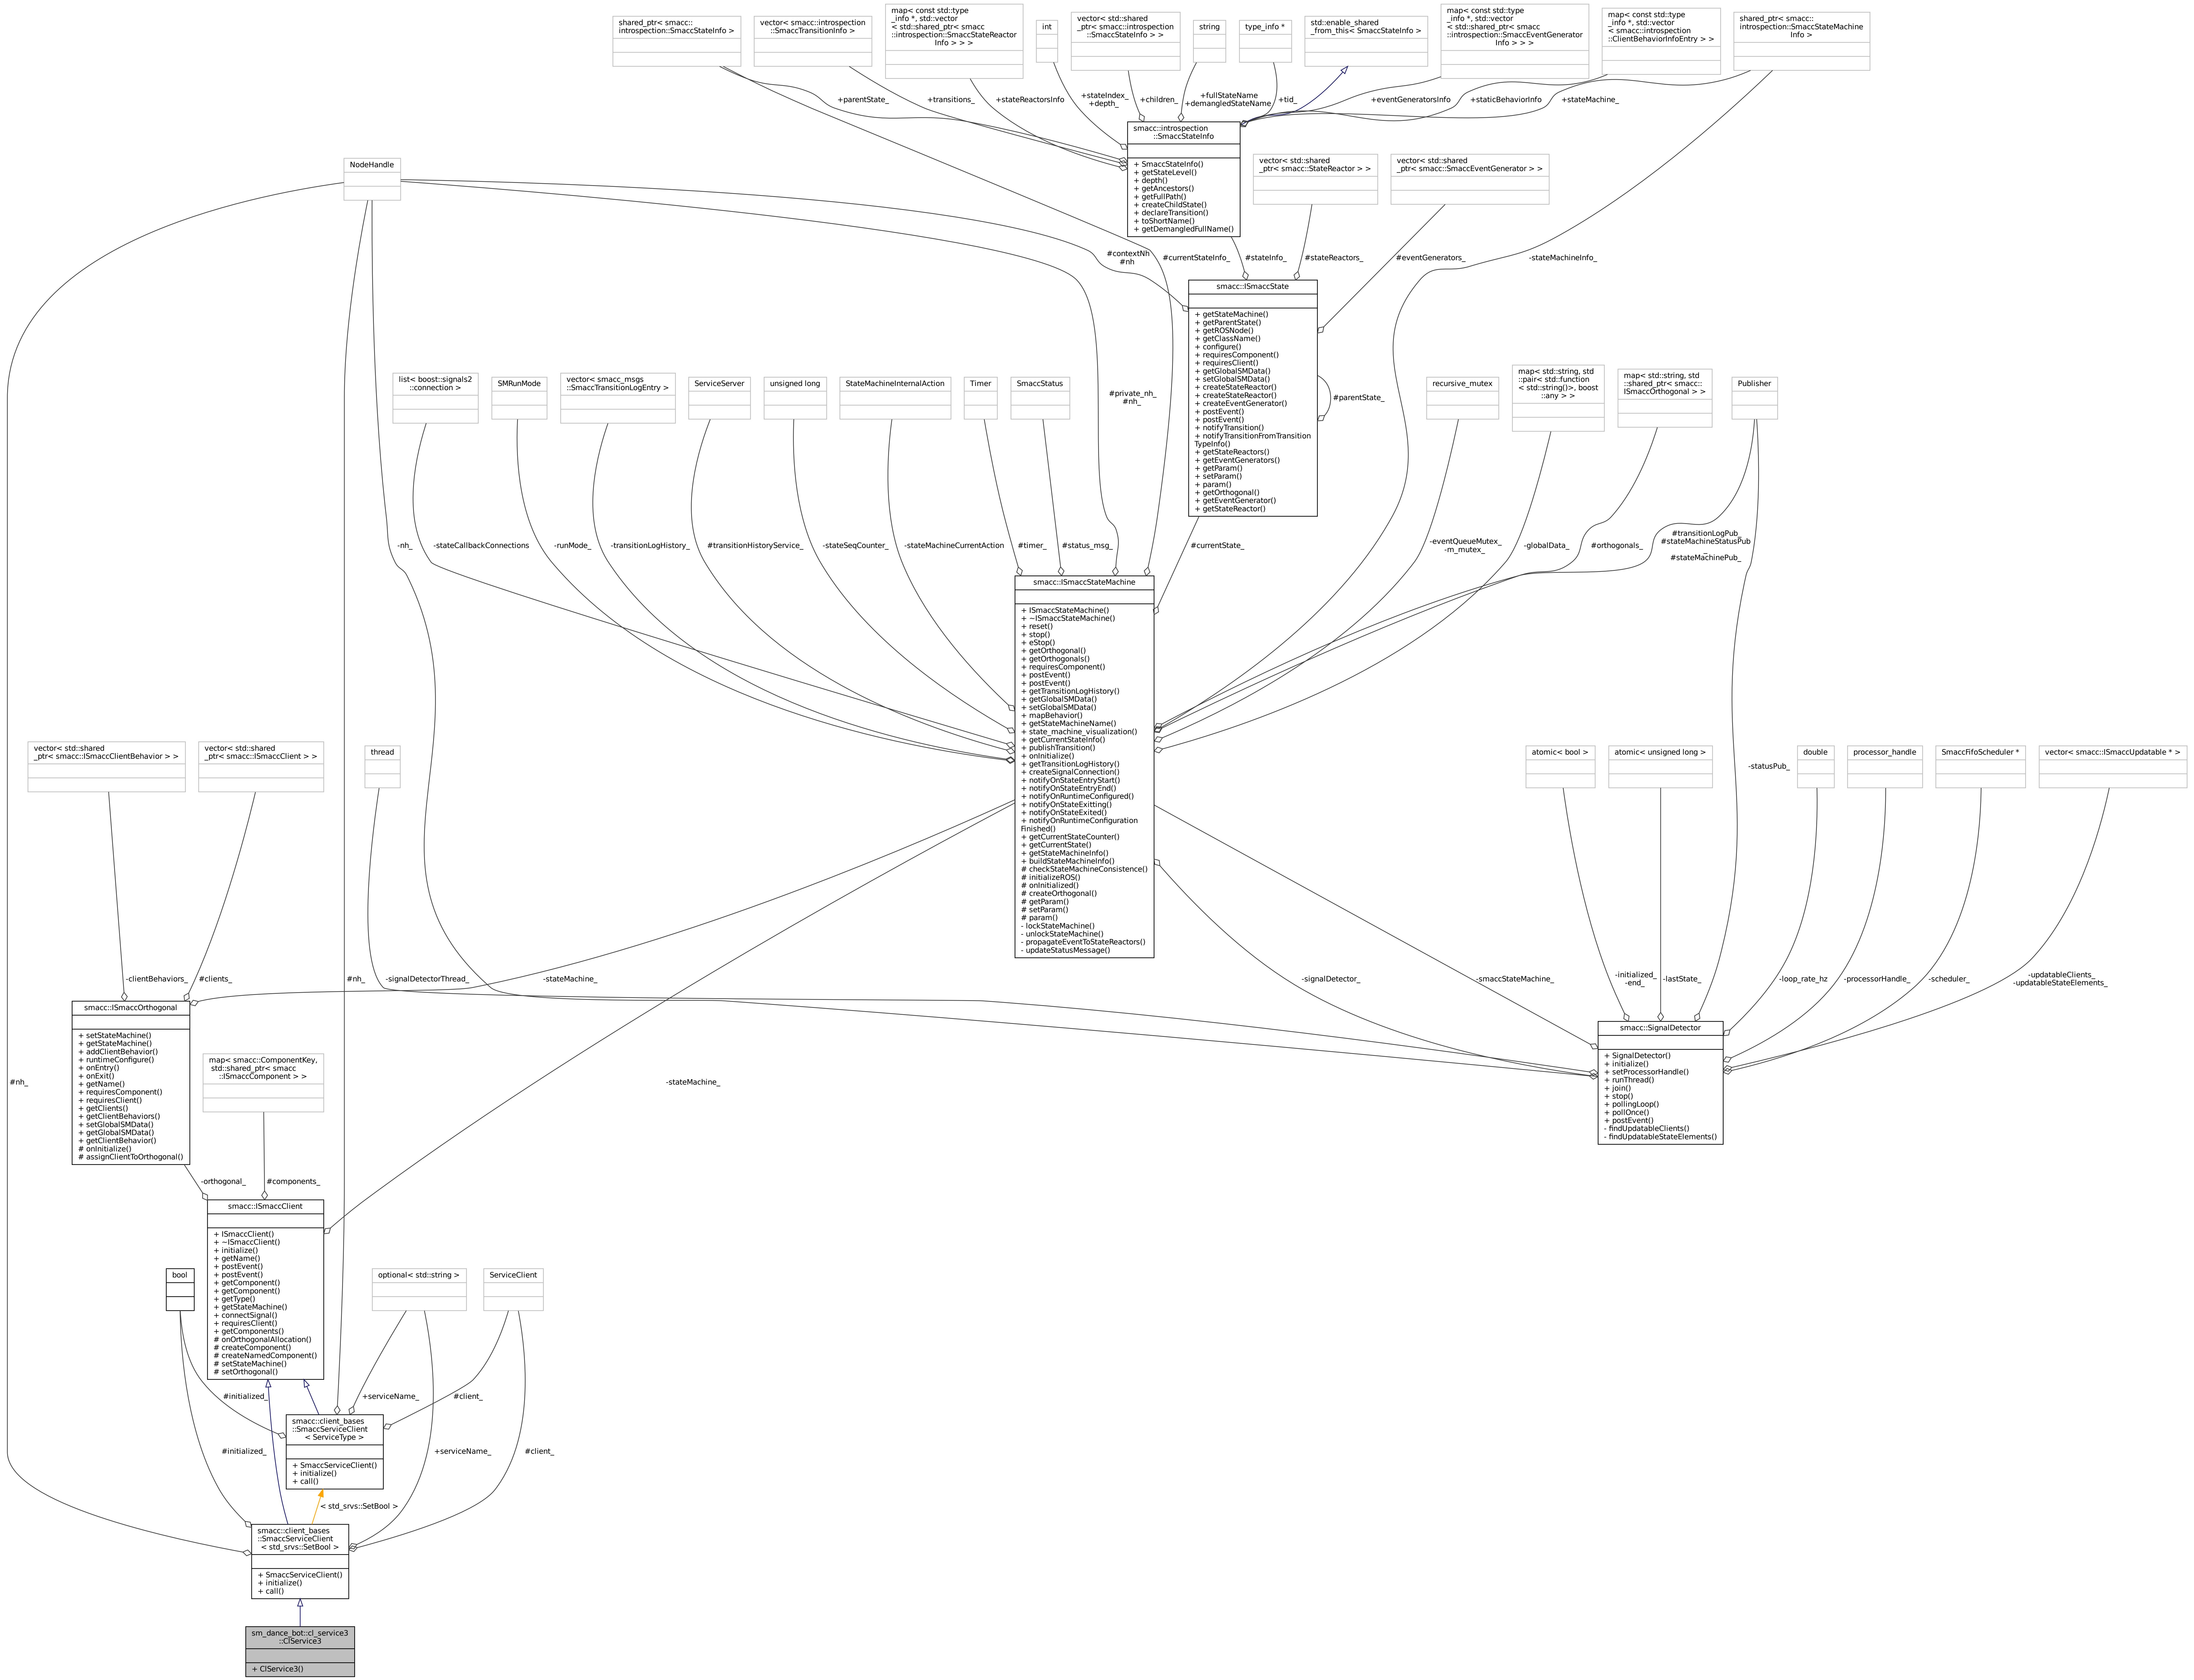 shared_ptr< smacc::
introspection::SmaccStateInfo >
vector< smacc::introspection
::SmaccTransitionInfo >
map< const std::type
_info *, std::vector
< std::shared_ptr< smacc
::introspection::SmaccStateReactor
Info > > >
int
vector< std::shared
_ptr< smacc::introspection
::SmaccStateInfo > >
string
type_info *
std::enable_shared
_from_this< SmaccStateInfo >
map< const std::type
_info *, std::vector
< std::shared_ptr< smacc
::introspection::SmaccEventGenerator
Info > > >
map< const std::type
_info *, std::vector
< smacc::introspection
::ClientBehaviorInfoEntry > >
shared_ptr< smacc::
introspection::SmaccStateMachine
Info >
+parentState_
+transitions_
+stateReactorsInfo
+stateIndex_
+depth_
+children_
+fullStateName
+demangledStateName
+tid_
+eventGeneratorsInfo
+staticBehaviorInfo
+stateMachine_
smacc::introspection
::SmaccStateInfo
+ SmaccStateInfo()
+ getStateLevel()
+ depth()
+ getAncestors()
+ getFullPath()
+ createChildState()
+ declareTransition()
+ toShortName()
+ getDemangledFullName()
NodeHandle
vector< std::shared
_ptr< smacc::StateReactor > >
vector< std::shared
_ptr< smacc::SmaccEventGenerator > >
#contextNh
#nh
#currentStateInfo_
#stateInfo_
#stateReactors_
#eventGenerators_
-stateMachineInfo_
smacc::ISmaccState
+ getStateMachine()
+ getParentState()
+ getROSNode()
+ getClassName()
+ configure()
+ requiresComponent()
+ requiresClient()
+ getGlobalSMData()
+ setGlobalSMData()
+ createStateReactor()
+ createStateReactor()
+ createEventGenerator()
+ postEvent()
+ postEvent()
+ notifyTransition()
+ notifyTransitionFromTransition
TypeInfo()
+ getStateReactors()
+ getEventGenerators()
+ getParam()
+ setParam()
+ param()
+ getOrthogonal()
+ getEventGenerator()
+ getStateReactor()
#parentState_
list< boost::signals2
::connection >
SMRunMode
vector< smacc_msgs
::SmaccTransitionLogEntry >
ServiceServer
unsigned long
StateMachineInternalAction
Timer
SmaccStatus
#private_nh_
#nh_
recursive_mutex
map< std::string, std
::pair< std::function
< std::string()>, boost
::any > >
map< std::string, std
::shared_ptr< smacc::
ISmaccOrthogonal > >
Publisher
-nh_
-stateCallbackConnections
-runMode_
-transitionLogHistory_
#transitionHistoryService_
-stateSeqCounter_
-stateMachineCurrentAction
#timer_
#status_msg_
#currentState_
-eventQueueMutex_
-m_mutex_
-globalData_
#orthogonals_
#transitionLogPub_
#stateMachineStatusPub
_
#stateMachinePub_
smacc::ISmaccStateMachine
+ ISmaccStateMachine()
+ ~ISmaccStateMachine()
+ reset()
+ stop()
+ eStop()
+ getOrthogonal()
+ getOrthogonals()
+ requiresComponent()
+ postEvent()
+ postEvent()
+ getTransitionLogHistory()
+ getGlobalSMData()
+ setGlobalSMData()
+ mapBehavior()
+ getStateMachineName()
+ state_machine_visualization()
+ getCurrentStateInfo()
+ publishTransition()
+ onInitialize()
+ getTransitionLogHistory()
+ createSignalConnection()
+ notifyOnStateEntryStart()
+ notifyOnStateEntryEnd()
+ notifyOnRuntimeConfigured()
+ notifyOnStateExitting()
+ notifyOnStateExited()
+ notifyOnRuntimeConfiguration
Finished()
+ getCurrentStateCounter()
+ getCurrentState()
+ getStateMachineInfo()
+ buildStateMachineInfo()
# checkStateMachineConsistence()
# initializeROS()
# onInitialized()
# createOrthogonal()
# getParam()
# setParam()
# param()
- lockStateMachine()
- unlockStateMachine()
- propagateEventToStateReactors()
- updateStatusMessage()
vector< std::shared
_ptr< smacc::ISmaccClientBehavior > >
vector< std::shared
_ptr< smacc::ISmaccClient > >
thread
atomic< bool >
atomic< unsigned long >
double
processor_handle
SmaccFifoScheduler *
vector< smacc::ISmaccUpdatable * >
-statusPub_
-clientBehaviors_
#clients_
#nh_
-signalDetectorThread_
-stateMachine_
-signalDetector_
-smaccStateMachine_
-initialized_
-end_
-lastState_
-loop_rate_hz
-processorHandle_
-scheduler_
-updatableClients_
-updatableStateElements_
smacc::ISmaccOrthogonal
+ setStateMachine()
+ getStateMachine()
+ addClientBehavior()
+ runtimeConfigure()
+ onEntry()
+ onExit()
+ getName()
+ requiresComponent()
+ requiresClient()
+ getClients()
+ getClientBehaviors()
+ setGlobalSMData()
+ getGlobalSMData()
+ getClientBehavior()
# onInitialize()
# assignClientToOrthogonal()
smacc::SignalDetector
+ SignalDetector()
+ initialize()
+ setProcessorHandle()
+ runThread()
+ join()
+ stop()
+ pollingLoop()
+ pollOnce()
+ postEvent()
- findUpdatableClients()
- findUpdatableStateElements()
map< smacc::ComponentKey,
std::shared_ptr< smacc
::ISmaccComponent > >
#nh_
-stateMachine_
-orthogonal_
#components_
smacc::ISmaccClient
+ ISmaccClient()
+ ~ISmaccClient()
+ initialize()
+ getName()
+ postEvent()
+ postEvent()
+ getComponent()
+ getComponent()
+ getType()
+ getStateMachine()
+ connectSignal()
+ requiresClient()
+ getComponents()
# onOrthogonalAllocation()
# createComponent()
# createNamedComponent()
# setStateMachine()
# setOrthogonal()
bool
optional< std::string >
ServiceClient
#initialized_
+serviceName_
#client_
smacc::client_bases
::SmaccServiceClient
< ServiceType >
+ SmaccServiceClient()
+ initialize()
+ call()
#initialized_
+serviceName_
#client_
< std_srvs::SetBool >
smacc::client_bases
::SmaccServiceClient
< std_srvs::SetBool >
+ SmaccServiceClient()
+ initialize()
+ call()
sm_dance_bot::cl_service3
::ClService3
+ ClService3()